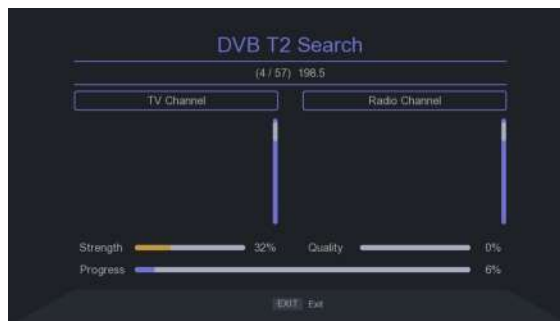 DVB T2 Search
(4 / 57) 198.5
TV Channel Radio Channel
Strength 32% Quality 0%
Progress 6%
EXIT Exit